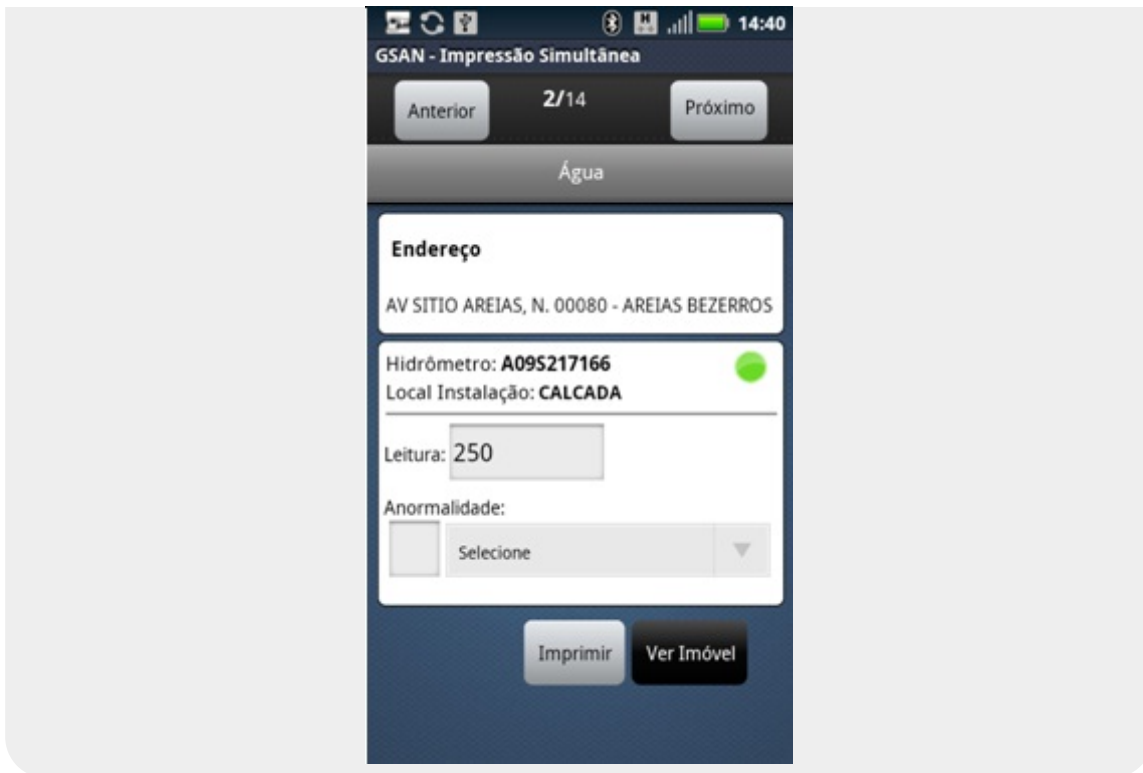 14:40
GSAN - Impressão Simultânea
Anterior 2/14 Próximo
Água
Endereço
AV SITIO AREIAS, N. 00080 - AREIAS BEZERROS
Hidrômetro: A09S217166
Local Instalação: CALCADA
Leitura: 250
Anormalidade:
Selecione
Imprimir Ver Imóvel